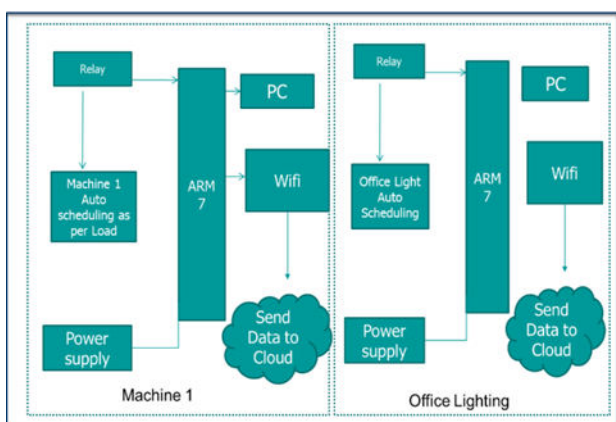 Relay
PC
Machine 1
Auto
scheduling as
per Load
ARM
7
Wifi
Power
supply
Send
Data to
Cloud
Machine 1
Relay
PC
Office Light
Auto
Scheduling
ARM
7
Wifi
Power
supply
Send
Data to
Cloud
Office Lighting